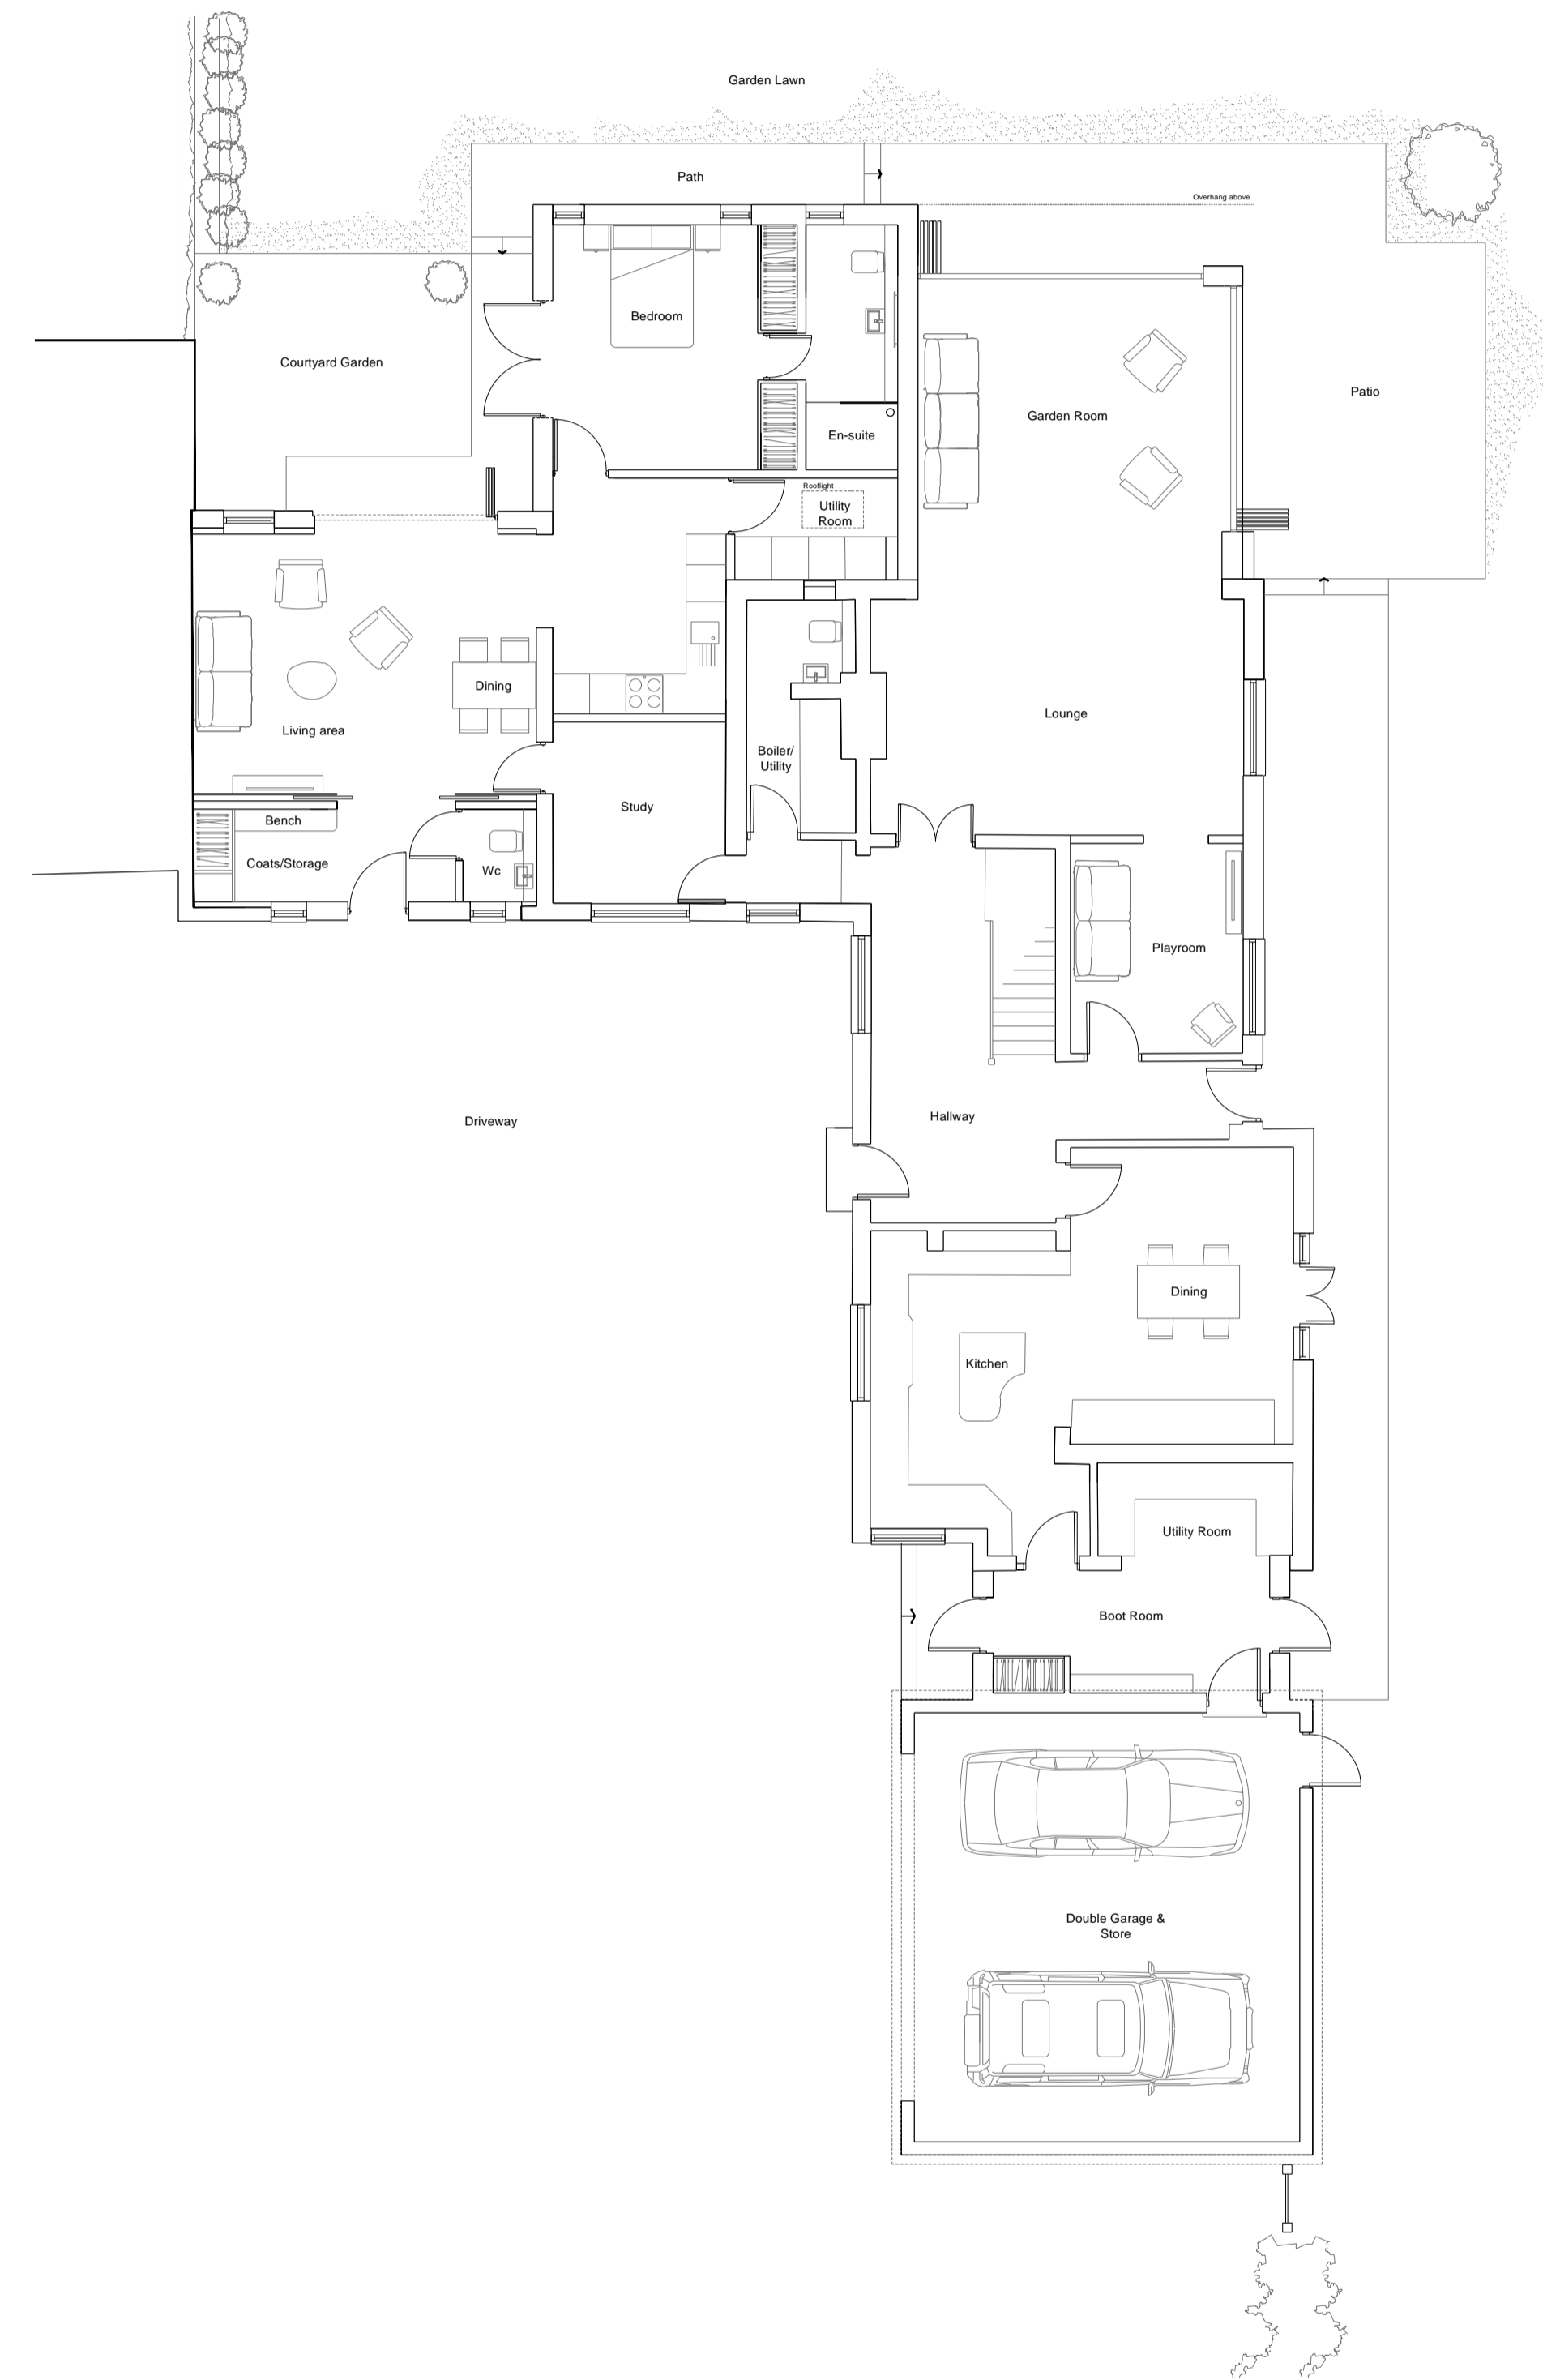 Garden Lawn
Path
Overhang above
Bedroom
Courtyard Garden
Patio
Garden Room
En-suite
Rooflight
Utility
Room
Dining
Lounge
Living area
Boiler/
Utility
Study
Bench
Coats/Storage
Wc
Playroom
Hallway
Driveway
Dining
Kitchen
Utility Room
Boot Room
Double Garage &
Store